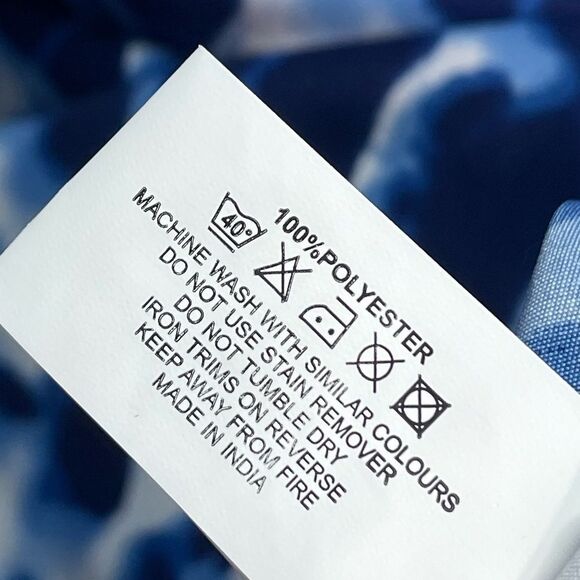 100%POLYESTER
40°
MACHINE WASH WITH SIMILAR COLOURS
DO NOT USE STAIN REMOVER
DO NOT TUMBLE DRY
IRON TRIMS ON REVERSE
KEEP AWAY FROM FIRE
MADE IN INDIA